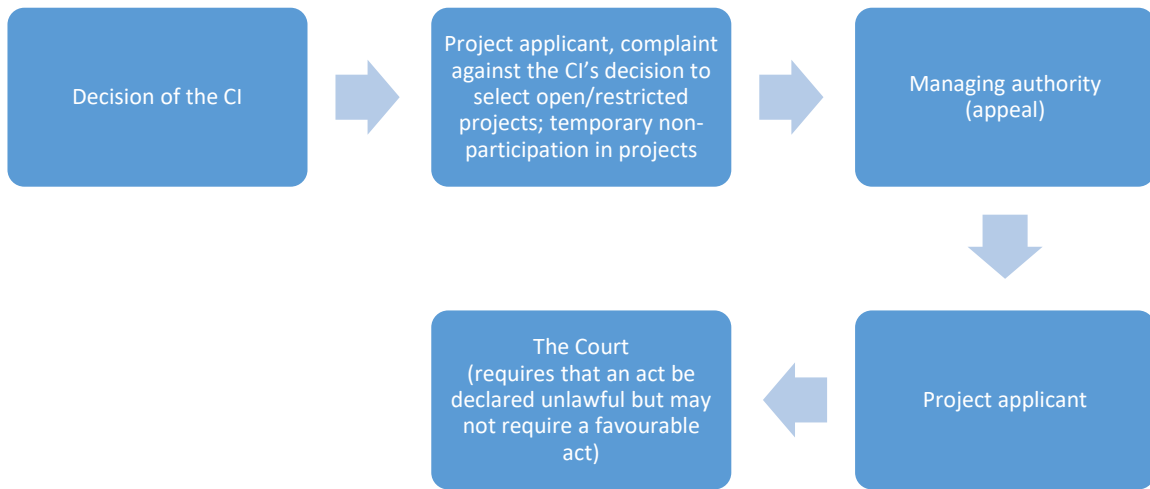 Decision of the CI
Project applicant, complaint
against the CI’s decision to
select open/restricted
projects; temporary non-
participation in projects
Managing authority
(appeal)
Project applicant
The Court
(requires that an act be
declared unlawful but may
not require a favourable
act)